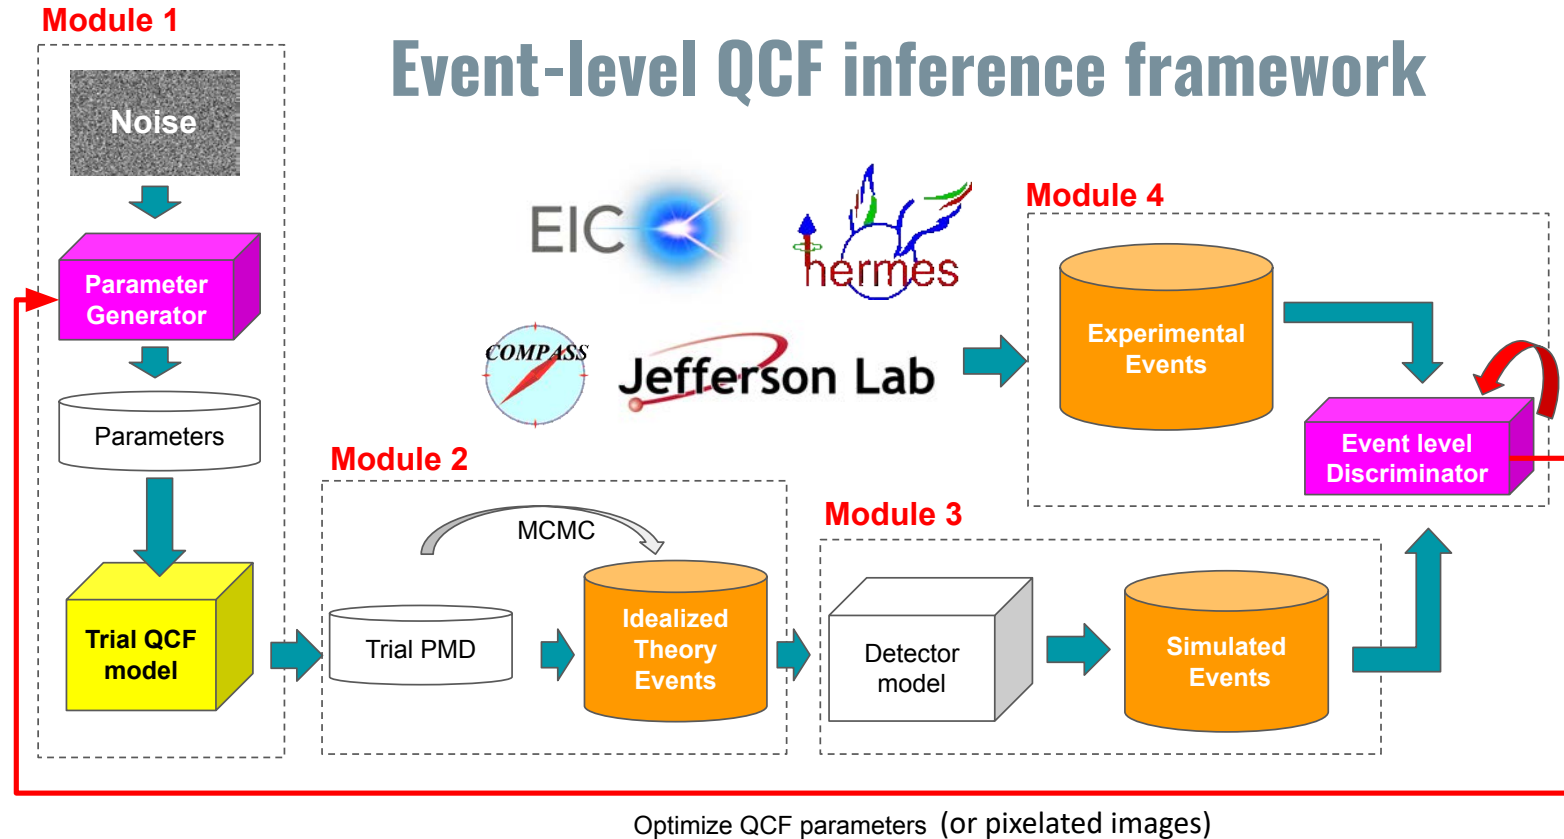 Module 1
Event-level QCF inference framework
Noise
Parameter
Generator
Parameters
Trial QCF
model
EIC
hermes
COMPASS
Jefferson Lab
Module 2
MCMC
Trial PMD
Idealized
Theory
Events
Module 3
Detector
model
Simulated
Events
Module 4
Experimental
Events
Event level
Discriminator
Optimize QCF parameters (or pixelated images)